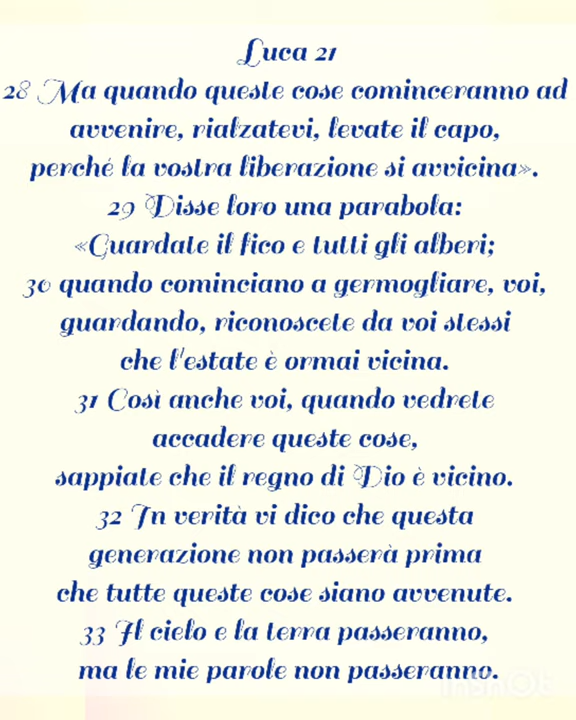 Luca 21
28 Ma quando queste cose cominceranno ad
avvenire, rialzatevi, levate il capo,
perché la vostra liberazione si avvicina».
29 Disse loro una parabola:
«Guardate il fico e tutti gli alberi;
30 quando cominciano a germogliare, voi,
guardando, riconoscete da voi stessi
che l'estate è ormai vicina.
31 Così anche voi, quando vedrete
accadere queste cose,
sappiate che il regno di Dio è vicino.
32 In verità vi dico che questa
generazione non passerà prima
che tutte queste cose siano avvenute.
33 Il cielo e la terra passeranno,
ma le mie parole non passeranno.